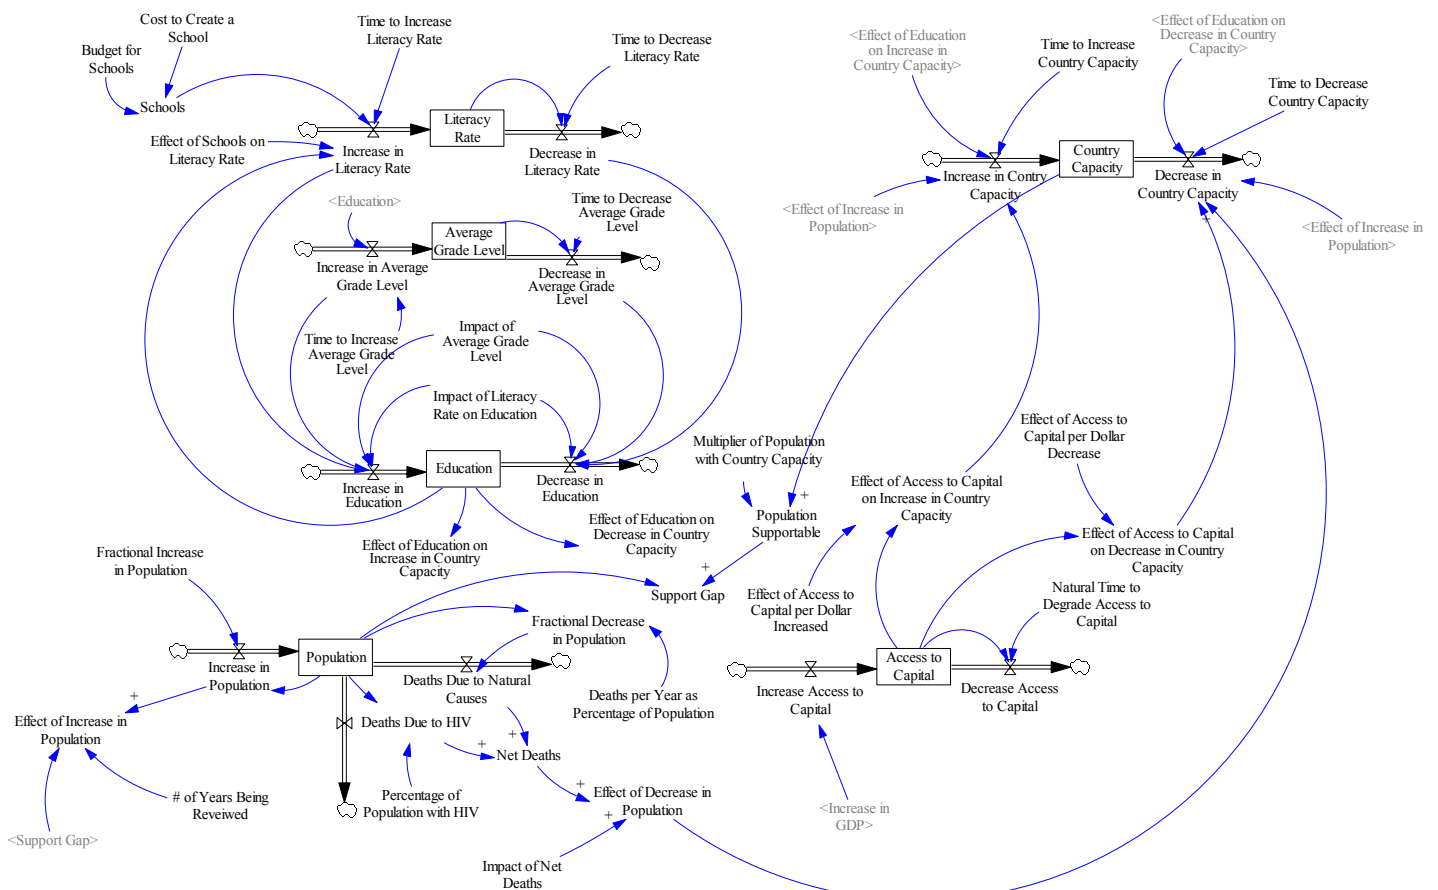 Cost to Create a
School
Budget for
Schools
Schools
Time to Increase
Literacy Rate
Time to Decrease
Literacy Rate
Literacy
Rate
Effect of Schools on
Literacy Rate
Increase in
Literacy Rate
Decrease in
Literacy Rate
<Education>
Time to Decrease
Average Grade
Level
Average
Grade Level
Increase in Average
Grade Level
Decrease in
Average Grade
Level
Time to Increase
Average Grade
Level
Impact of
Average Grade
Level
Impact of Literacy
Rate on Education
Education
Increase in
Education
Decrease in
Education
Effect of Education on
Increase in Country
Capacity
Effect of Education on
Decrease in Country
Capacity
<Effect of Education
on Increase in
Country Capacity>
Time to Increase
Country Capacity
<Effect of Education on
Decrease in Country
Capacity>
Time to Decrease
Country Capacity
Country
Capacity
Increase in Contry
Capacity
Decrease in
Country Capacity
+
<Effect of Increase in
Population>
<Effect of Increase in
Population>
Multiplier of Population
with Country Capacity
+
Population
Supportable
+
Support Gap
Effect of Access to Capital
on Increase in Country
Capacity
Effect of Access to
Capital per Dollar
Decrease
Effect of Access to Capital
on Decrease in Country
Capacity
Effect of Access to
Capital per Dollar
Increased
Natural Time to
Degrade Access to
Capital
Access to
Capital
Increase Access to
Capital
Decrease Access
to Capital
<Increase in
GDP>
Fractional Increase
in Population
Population
Increase in
Population
+
Effect of Increase in
Population
<Support Gap>
# of Years Being
Reveiwed
Fractional Decrease
in Population
Deaths Due to Natural
Causes
Deaths per Year as
Percentage of Population
Deaths Due to HIV
+
+
Net Deaths
Percentage of
Population with HIV
+
Effect of Decrease in
Population
+
Impact of Net
Deaths